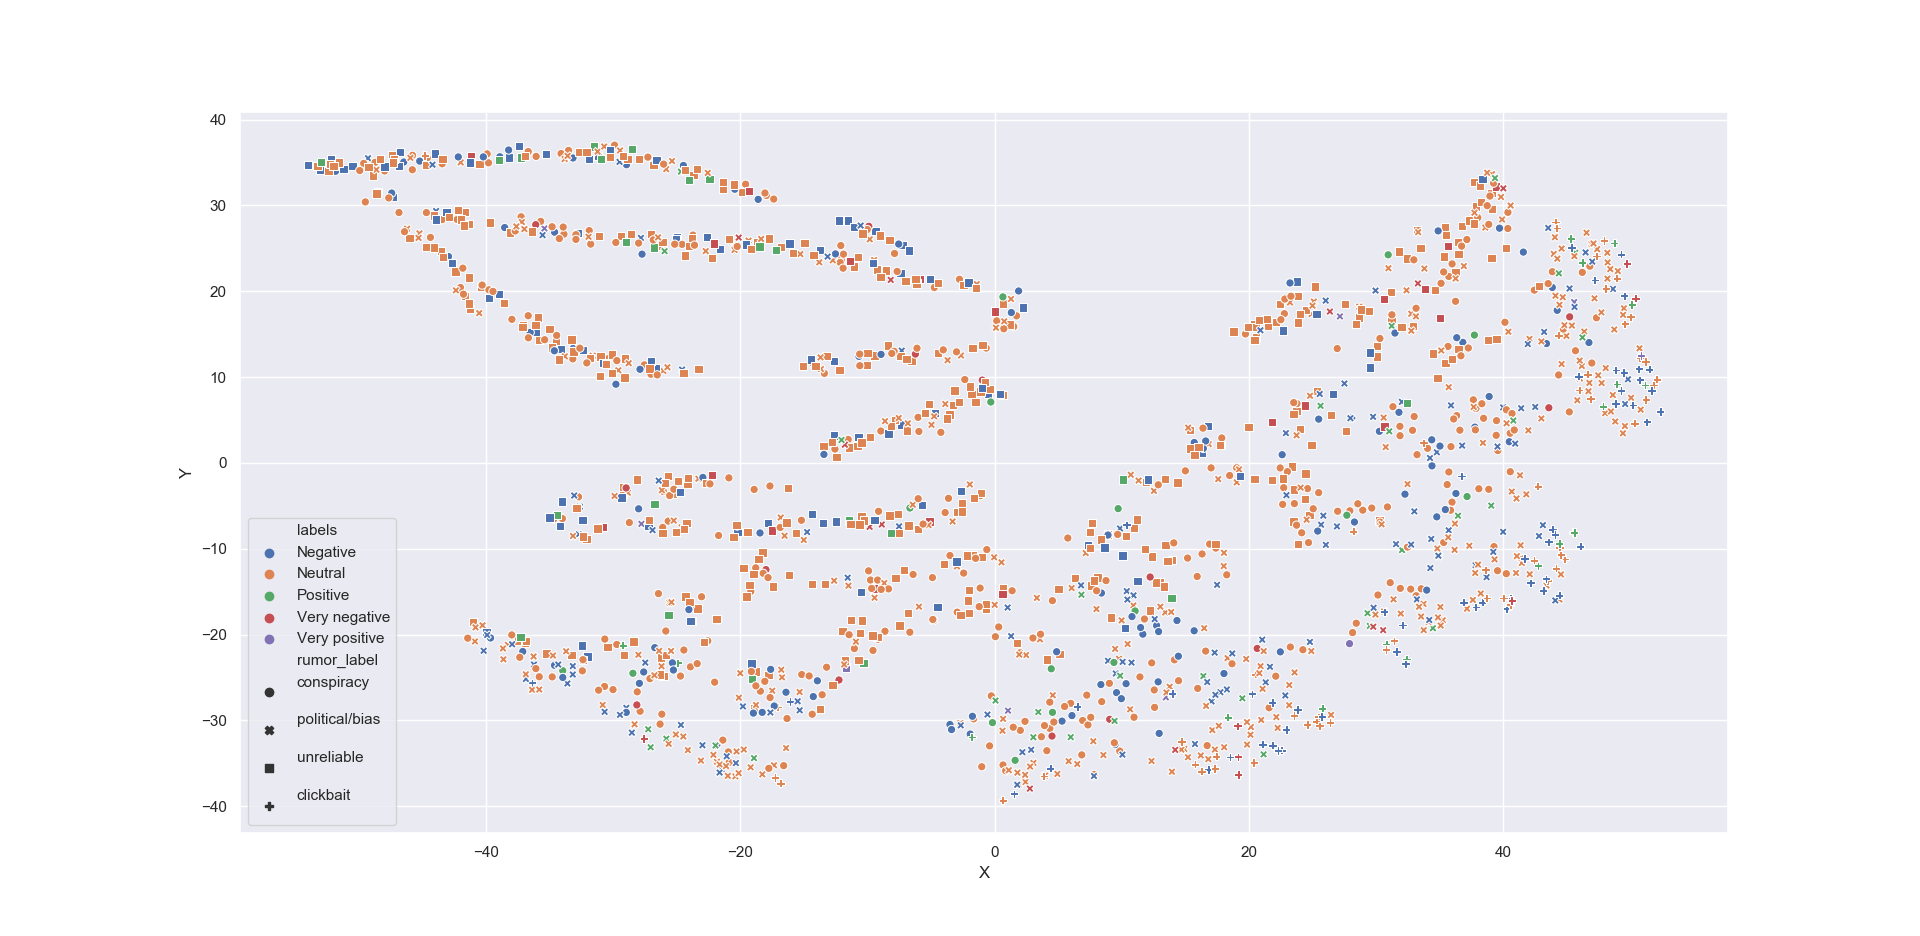 40
30
20
10
0
−10
−20
−30
−40
Y
−40
−20
0
20
40
X
labels
Negative
Neutral
Positive
Very negative
Very positive
rumor_label
conspiracy
political/bias
unreliable
clickbait